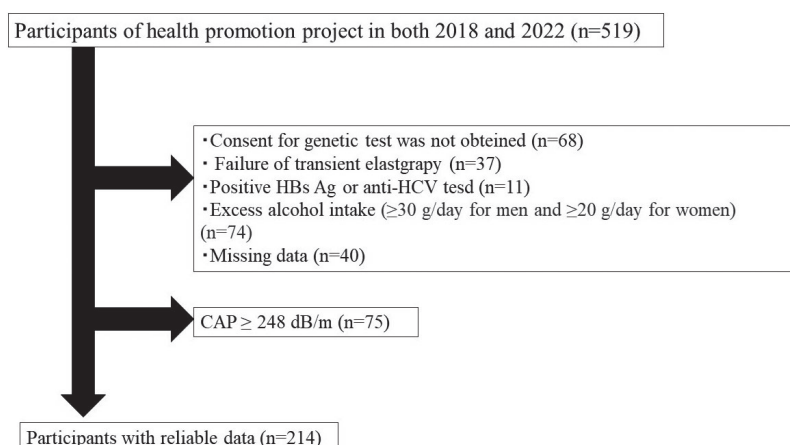 Participants of health promotion project in both 2018 and 2022 (n=519)
・Consent for genetic test was not obteined (n=68)
・ Failure of transient elastgrapy (n=37)
・Positive HBs Ag or anti-HCV tesd (n=11)
・Excess alcohol intake (≥30 g/day for men and ≥20 g/day for women)
(n=74)
・Missing data (n=40)
CAP ≥ 248 dB/m (n=75)
Participants with reliable data (n=214)